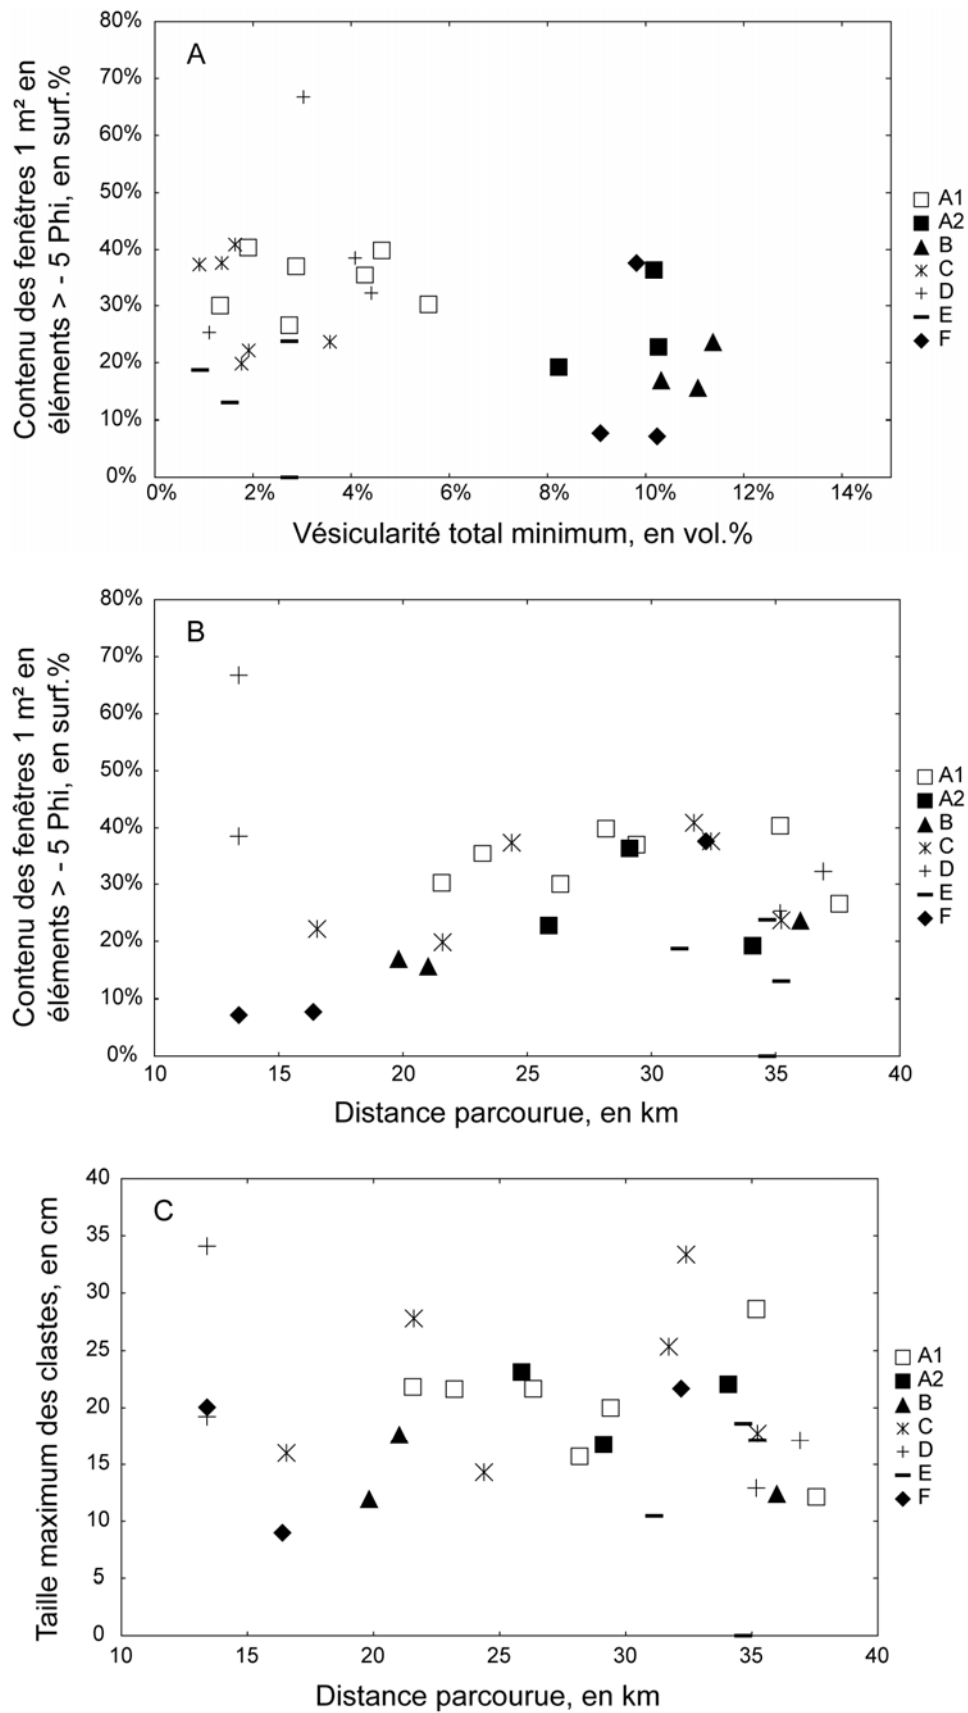 A
Contenu des fenêtres 1 m² en
éléments > - 5 Phi, en surf.%
80%
70%
60%
50%
40%
30%
20%
10%
0%
0% 2% 4% 6% 8% 10% 12% 14%
Vésicularité total minimum, en vol.%
A1
A2
B
C
D
E
F
B
Contenu des fenêtres 1 m² en
éléments > - 5 Phi, en surf.%
80%
70%
60%
50%
40%
30%
20%
10%
0%
10 15 20 25 30 35 40
Distance parcourue, en km
A1
A2
B
C
D
E
F
C
Taille maximum des clastes, en cm
40
35
30
25
20
15
10
5
0
10 15 20 25 30 35 40
Distance parcourue, en km
A1
A2
B
C
D
E
F